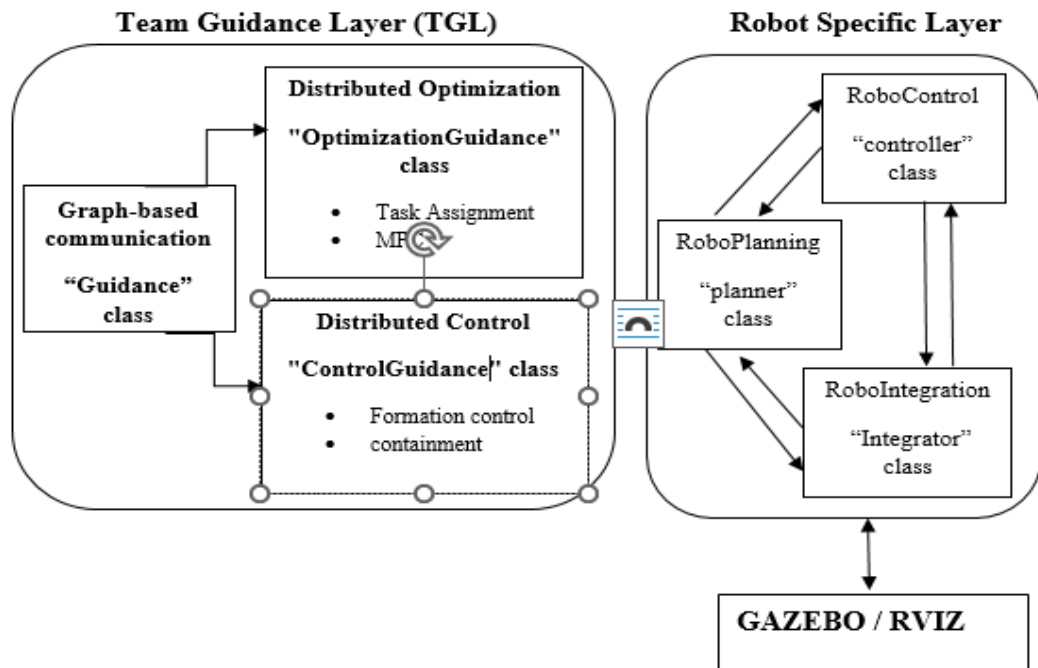 Team Guidance Layer (TGL)
Distributed Optimization
"OptimizationGuidance"
class
• Task Assignment
Graph-based
communication
“Guidance”
class
Distributed Control
"ControlGuidance" class
• Formation control
• containment
Robot Specific Layer
RoboControl
“controller”
class
RoboPlanning
“planner”
class
RoboIntegration
“Integrator”
class
GAZEBO / RVIZ